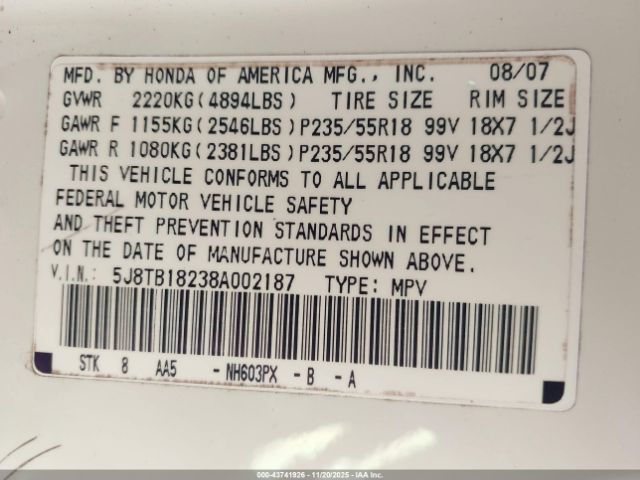 MFD. BY HONDA OF AMERICA MFG., INC. 08/07
GVWR 2220KG(4894LBS) TIRE SIZE RIM SIZE
GAWR F 1155KG(2546LBS)P235/55R18 99V 18X7 1/2J
GAWR R 1080KG(2381LBS)P235/55R18 99V 18X7 1/2J
THIS VEHICLE CONFORMS TO ALL APPLICABLE
FEDERAL MOTOR VEHICLE SAFETY
AND THEFT PREVENTION STANDARDS IN EFFECT
ON THE DATE OF MANUFACTURE SHOWN ABOVE.
V.I.N.: 5J8TB18238A002187 TYPE: MPV
STK 8 AA5 -NH603PX -B -A
000-43741926 - 11/20/2025 - IAA Inc.